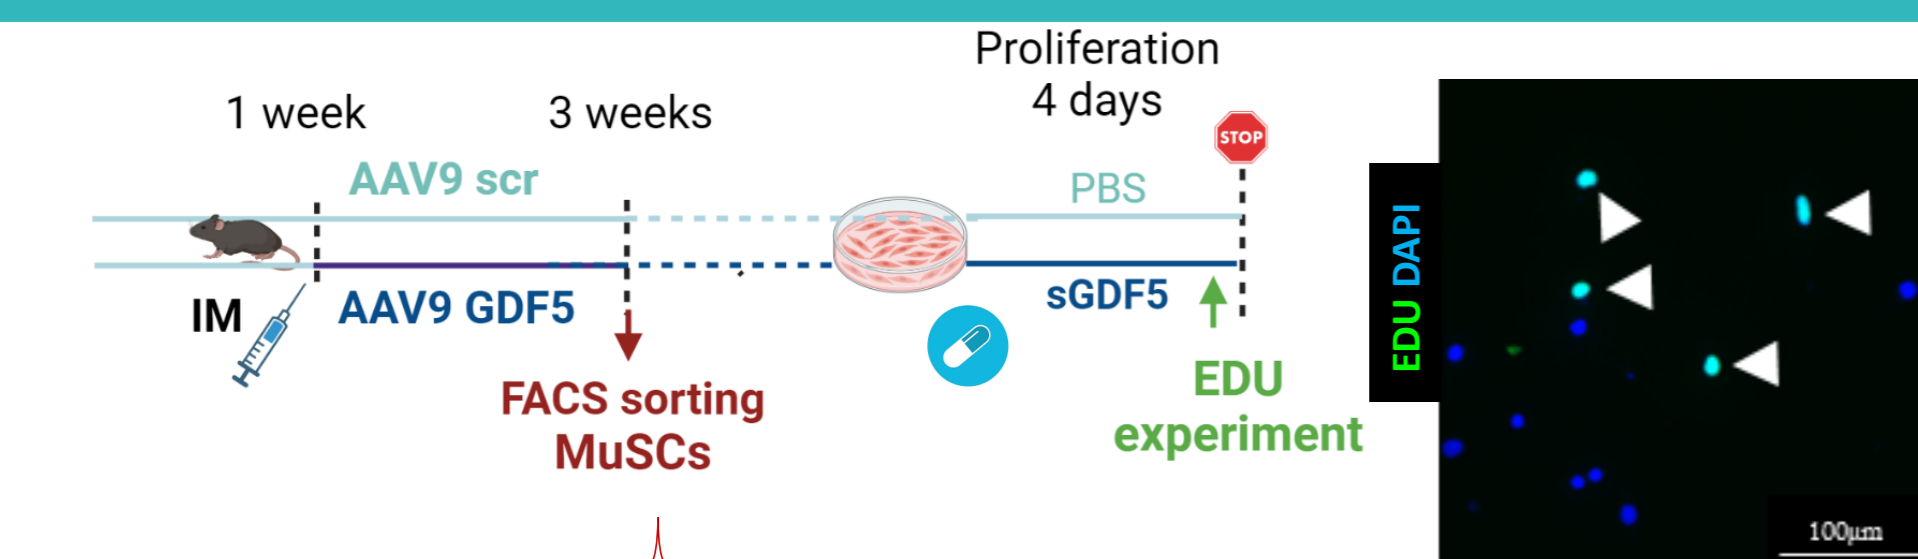 Proliferation
4 days
1 week
3 weeks
STOP
AAV9 scr
PBS
IM
AAV9 GDF5
sGDF5
FACS sorting
MuSCs
EDU
experiment
EDU DAPI
100µm